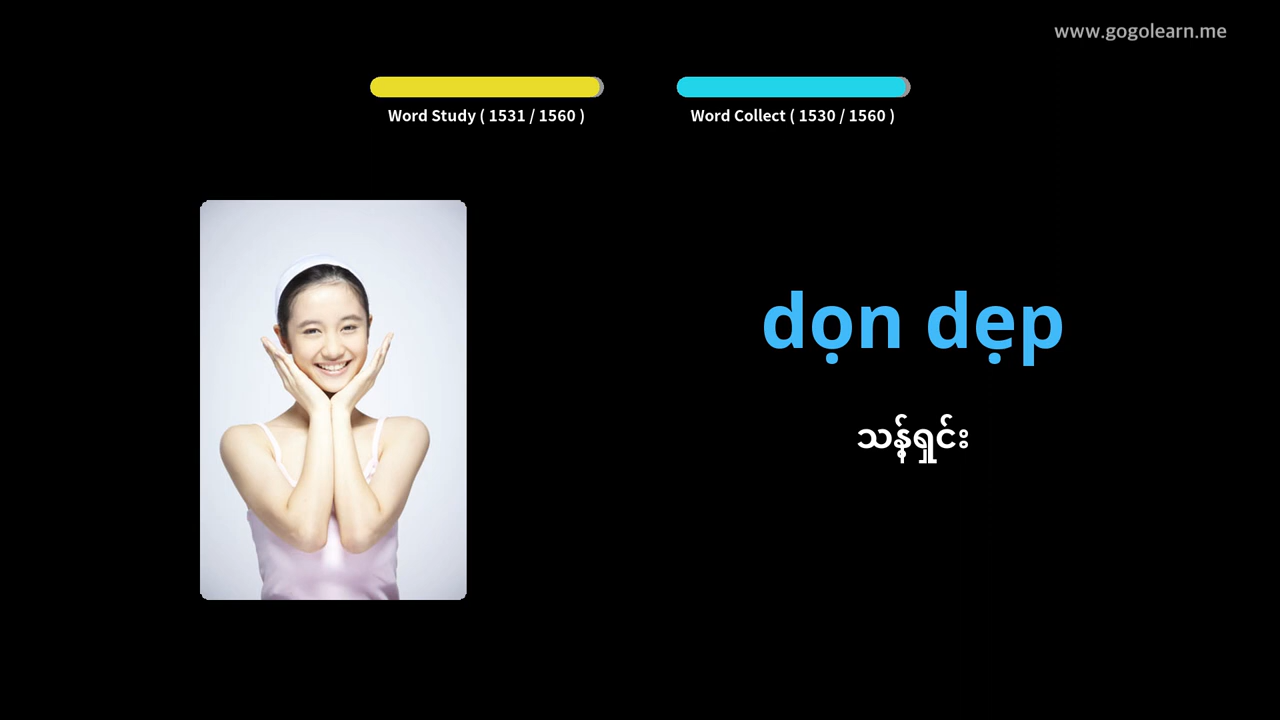 www.gogolearn.me
Word Study ( 1531 / 1560 )
Word Collect ( 1530 / 1560 )
dọn dẹp
သန့်ရှင်း